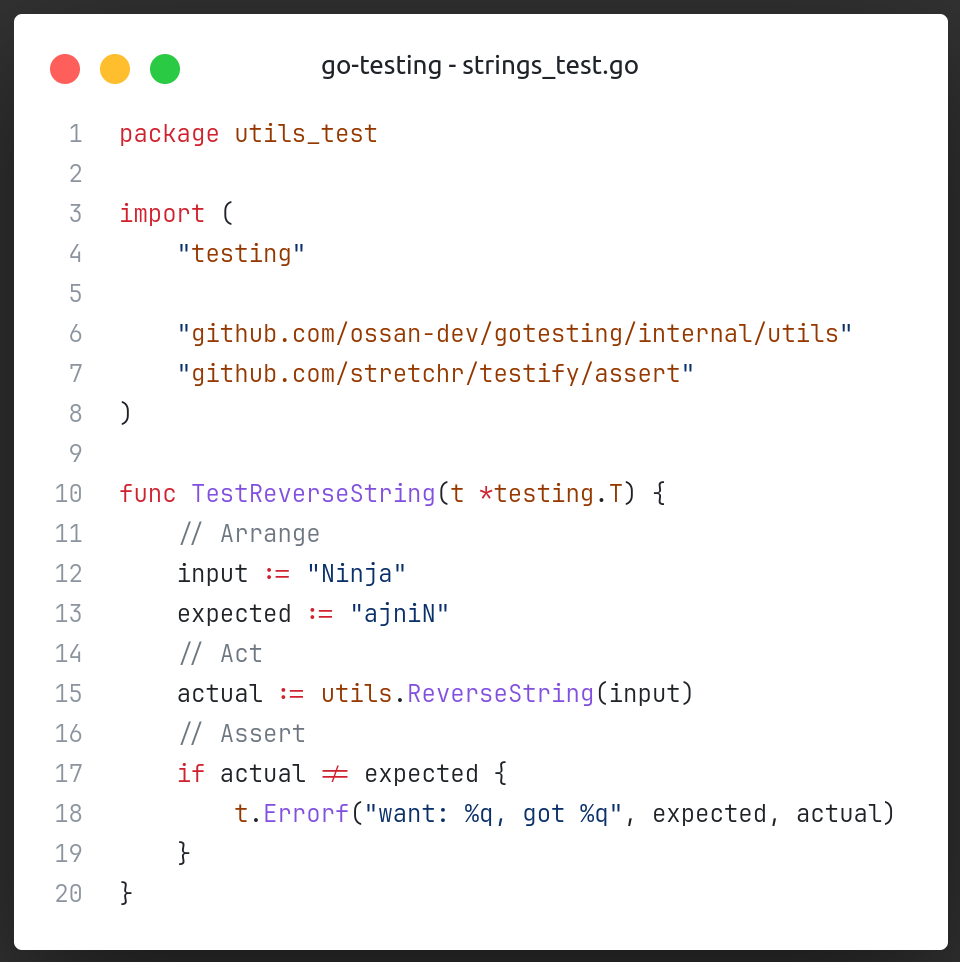 go-testing - strings_test.go
1 package utils_test
2
3 import (
4     "testing"
5
6     "github.com/ossan-dev/gotesting/internal/utils"
7     "github.com/stretchr/testify/assert"
8 )
9
10 func TestReverseString(t *testing.T) {
11     // Arrange
12     input := "Ninja"
13     expected := "ajniN"
14     // Act
15     actual := utils.ReverseString(input)
16     // Assert
17     if actual != expected {
18         t.Errorf("want: %q, got %q", expected, actual)
19     }
20 }